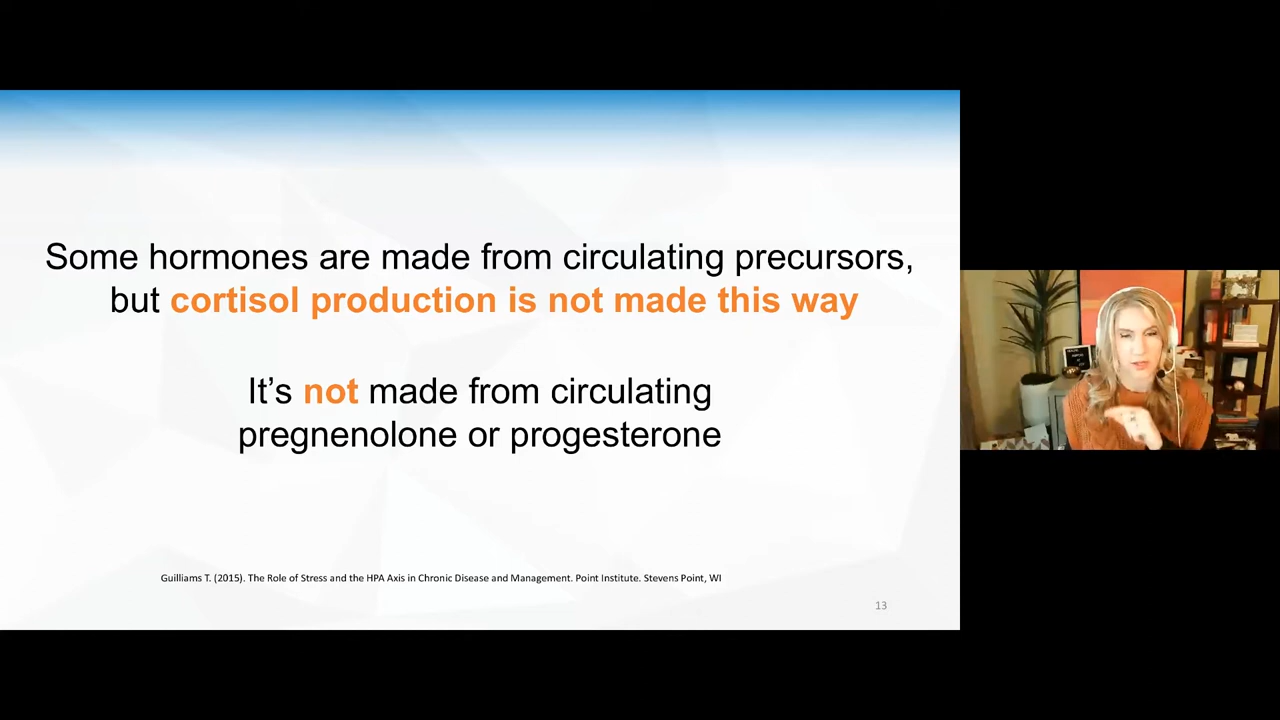 Some hormones are made from circulating precursors,
but cortisol production is not made this way
It’s not made from circulating
pregnenolone or progesterone
Guilliams T. (2015). The Role of Stress and the HPA Axis in Chronic Disease and Management. Point Institute. Stevens Point, WI
13